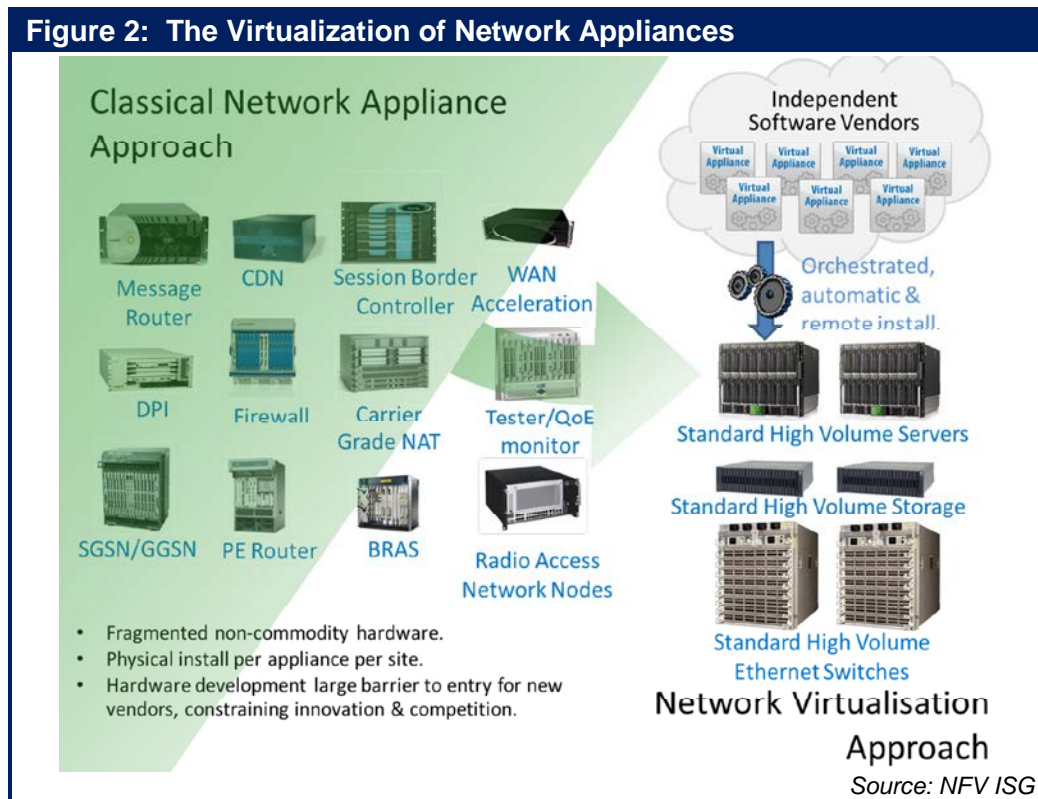 Figure 2: The Virtualization of Network Appliances
Classical Network Appliance
Approach
Message
Router
CDN
Session Border
Controller
WAN
Acceleration
DPI
Firewall
Carrier
Grade NAT
Tester/QoE
monitor
SGSN/GGSN
PE Router
BRAS
Radio Access
Network Nodes
• Fragmented non-commodity hardware.
• Physical install per appliance per site.
• Hardware development large barrier to entry for new
vendors, constraining innovation & competition.
Independent
Software Vendors
Virtual
Appliance
Virtual
Appliance
Virtual
Appliance
Virtual
Appliance
Virtual
Appliance
Virtual
Appliance
Virtual
Appliance
Orchestrated,
automatic &
remote install.
Standard High Volume Servers
Standard High Volume Storage
Standard High Volume
Ethernet Switches
Network Virtualisation
Approach
Source: NFV ISG